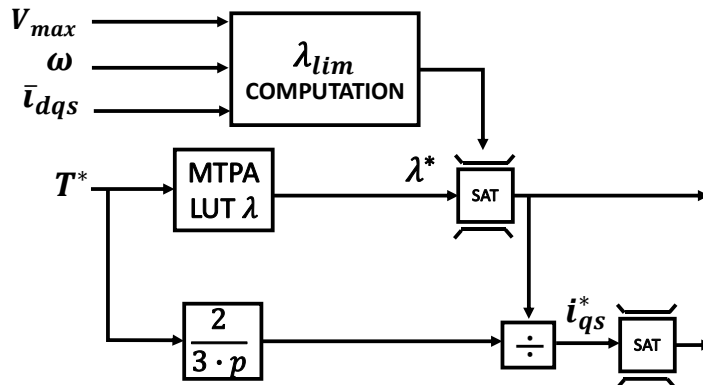 V_max
ω
ī_dqs
λ_lim
COMPUTATION
T*
MTPA
LUT λ
λ*
SAT
2
3 · p
÷
i*_qs
SAT